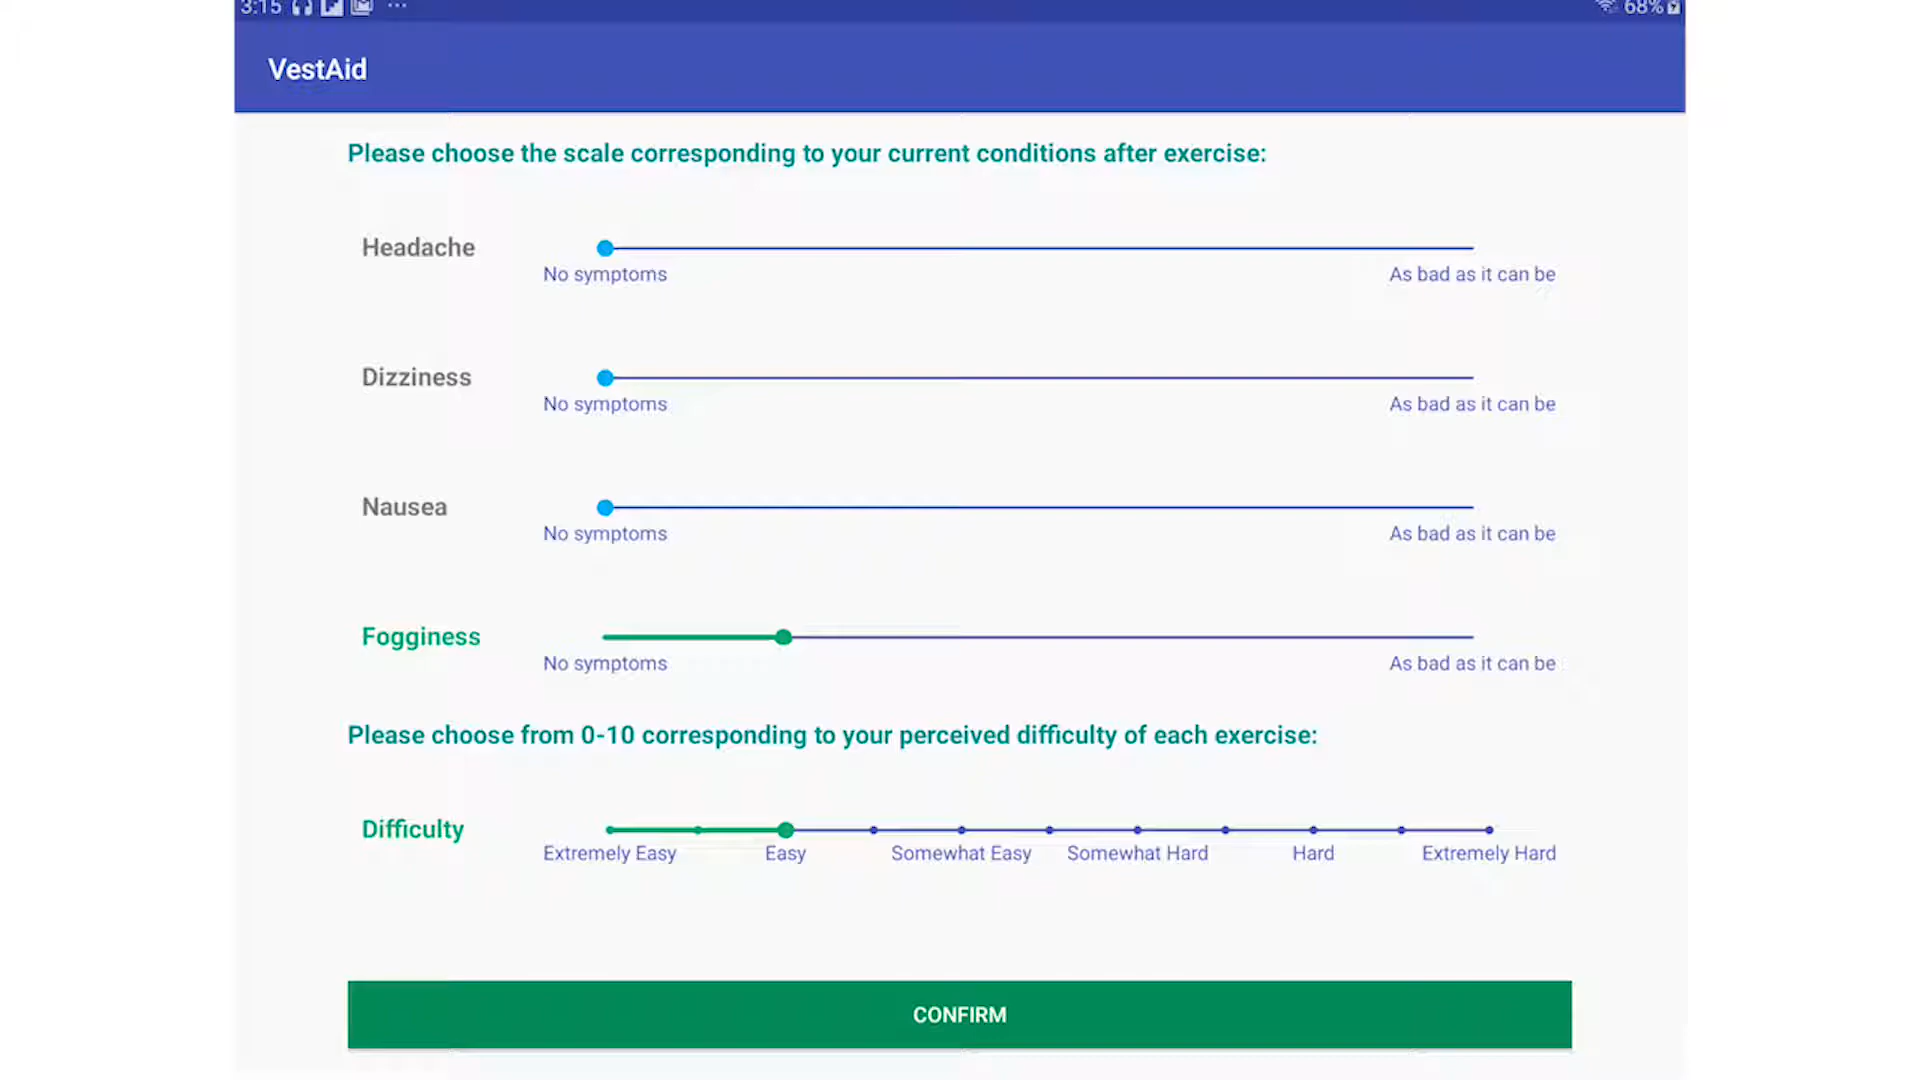 3:15 ... 68%
VestAid
Please choose the scale corresponding to your current conditions after exercise:
Headache
No symptoms As bad as it can be
Dizziness
No symptoms As bad as it can be
Nausea
No symptoms As bad as it can be
Fogginess
No symptoms As bad as it can be
Please choose from 0-10 corresponding to your perceived difficulty of each exercise:
Difficulty
Extremely Easy Easy Somewhat Easy Somewhat Hard Hard Extremely Hard
CONFIRM